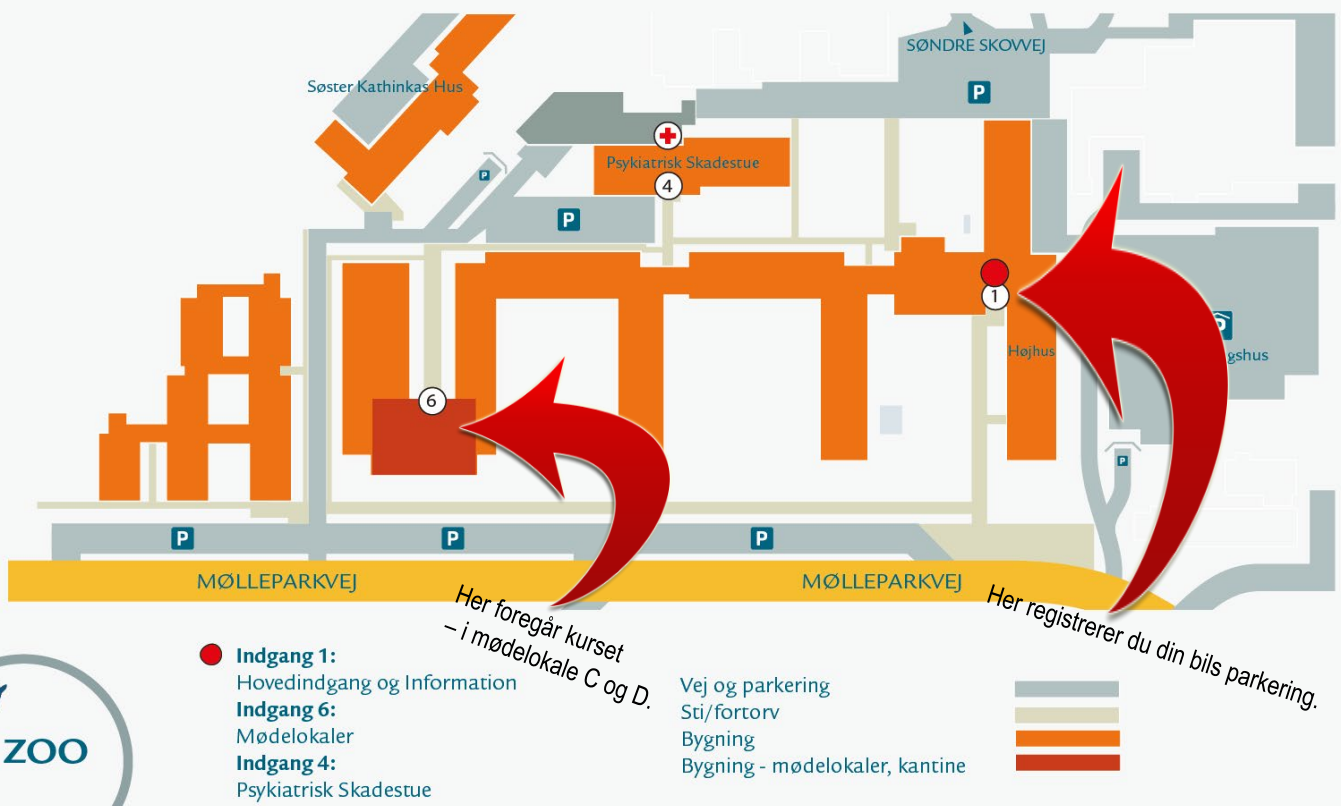 SØNDRE SKOVVEJ
P
Søster Kathinkas Hus
Psykiatrisk Skadestue
4
P
P
1
Højhus
P
gshus
6
P
P
P
P
MØLLEPARKVEJ
MØLLEPARKVEJ
Her foregår kurset
– i mødelokale C og D.
Her registrerer du din bils parkering.
Indgang 1:
Hovedindgang og Information
Indgang 6:
Mødelokaler
Indgang 4:
Psykiatrisk Skadestue
Vej og parkering
Sti/fortorv
Bygning
Bygning - mødelokaler, kantine
ZOO